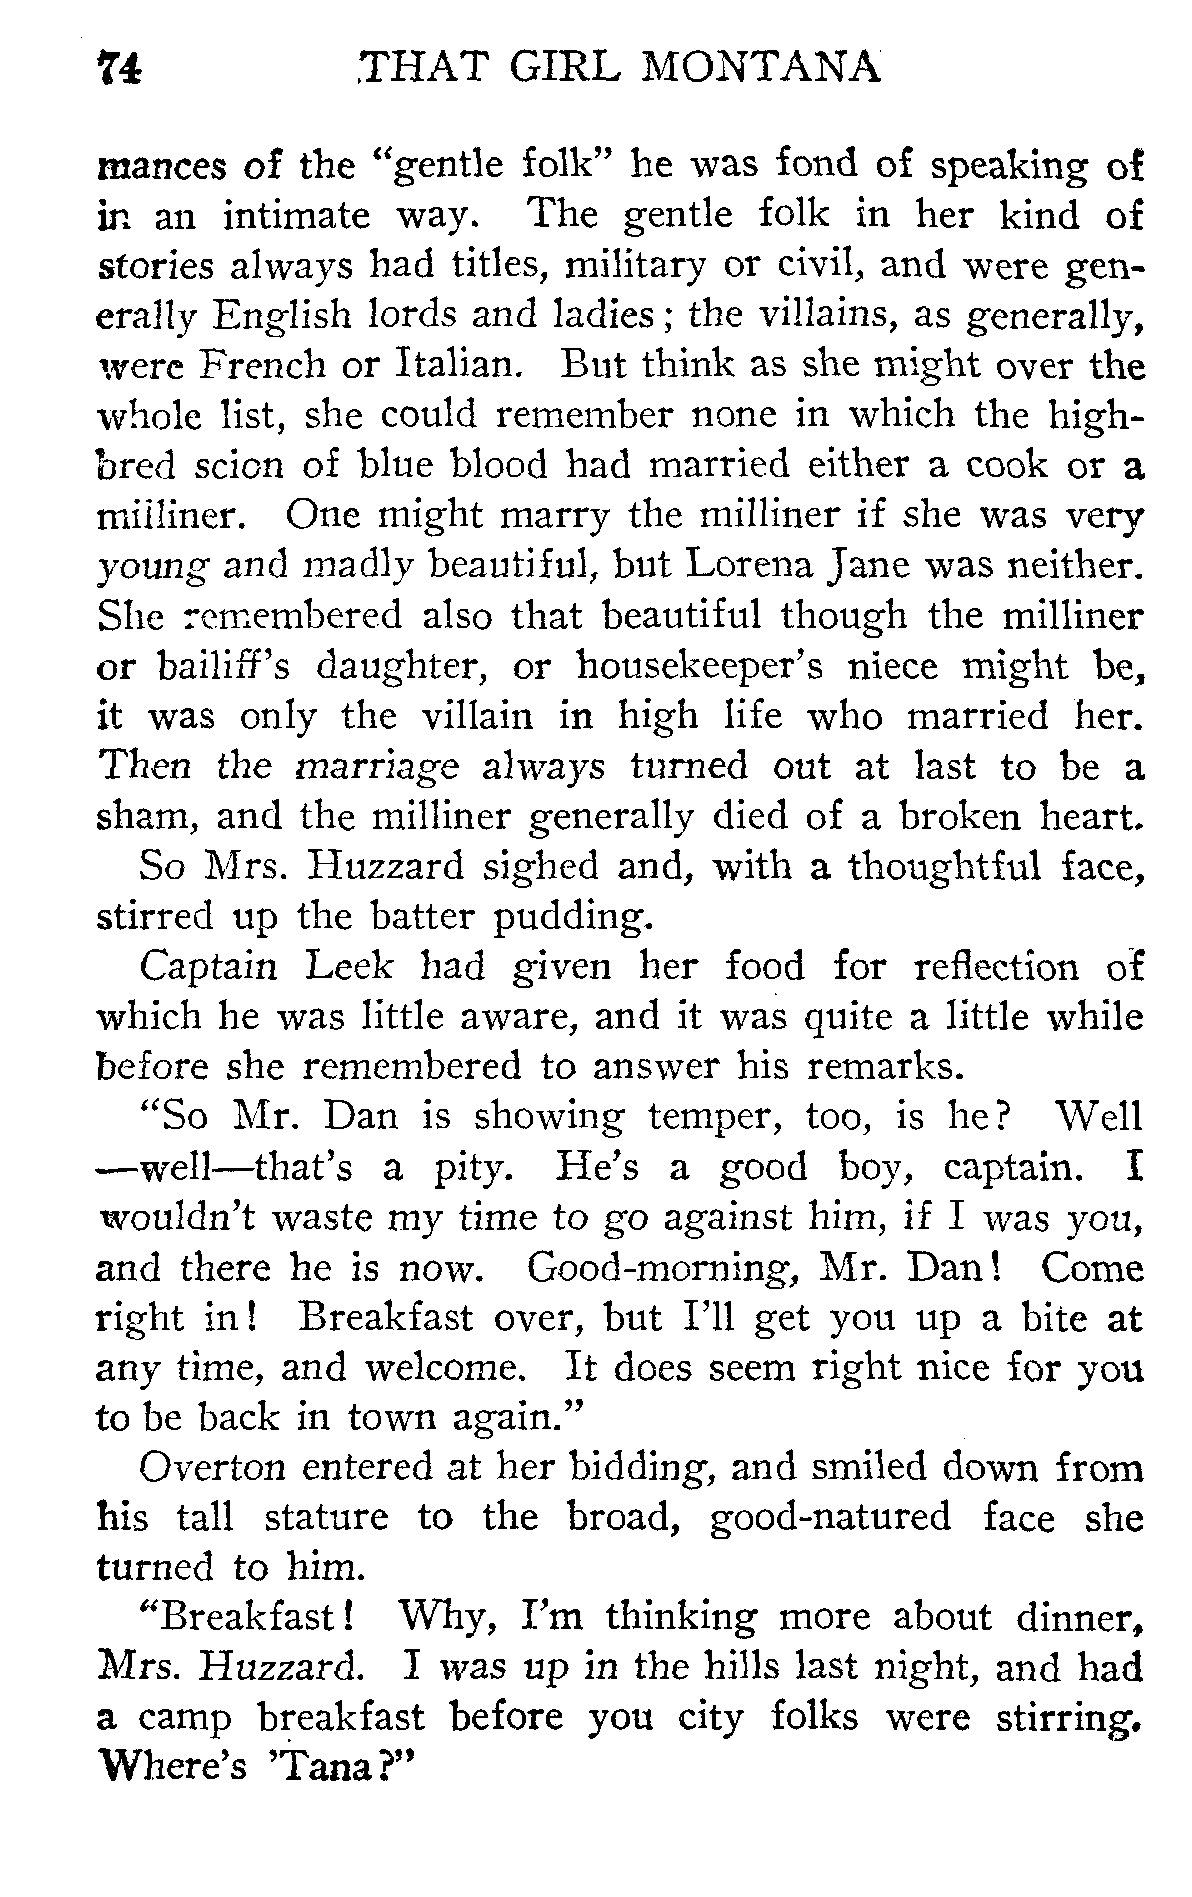 74 THAT GIRL MONTANA
mances of the “gentle folk” he was fond of speaking of
in an intimate way. The gentle folk in her kind of
stories always had titles, military or civil, and were gen-
erally English lords and ladies; the villains, as generally,
were French or Italian. But think as she might over the
whole list, she could remember none in which the high-
bred scion of blue blood had married either a cook or a
milliner. One might marry the milliner if she was very
young and madly beautiful, but Lorena Jane was neither.
She remembered also that beautiful though the milliner
or bailiff’s daughter, or housekeeper’s niece might be,
it was only the villain in high life who married her.
Then the marriage always turned out at last to be a
sham, and the milliner generally died of a broken heart.
So Mrs. Huzzard sighed and, with a thoughtful face,
stirred up the batter pudding.
Captain Leek had given her food for reflection of
which he was little aware, and it was quite a little while
before she remembered to answer his remarks.
“So Mr. Dan is showing temper, too, is he? Well
—well—that’s a pity. He’s a good boy, captain. I
wouldn’t waste my time to go against him, if I was you,
and there he is now. Good-morning, Mr. Dan! Come
right in! Breakfast over, but I’ll get you up a bite at
any time, and welcome. It does seem right nice for you
to be back in town again.”
Overton entered at her bidding, and smiled down from
his tall stature to the broad, good-natured face she
turned to him.
“Breakfast! Why, I’m thinking more about dinner,
Mrs. Huzzard. I was up in the hills last night, and had
a camp breakfast before you city folks were stirring.
Where’s ’Tana?”